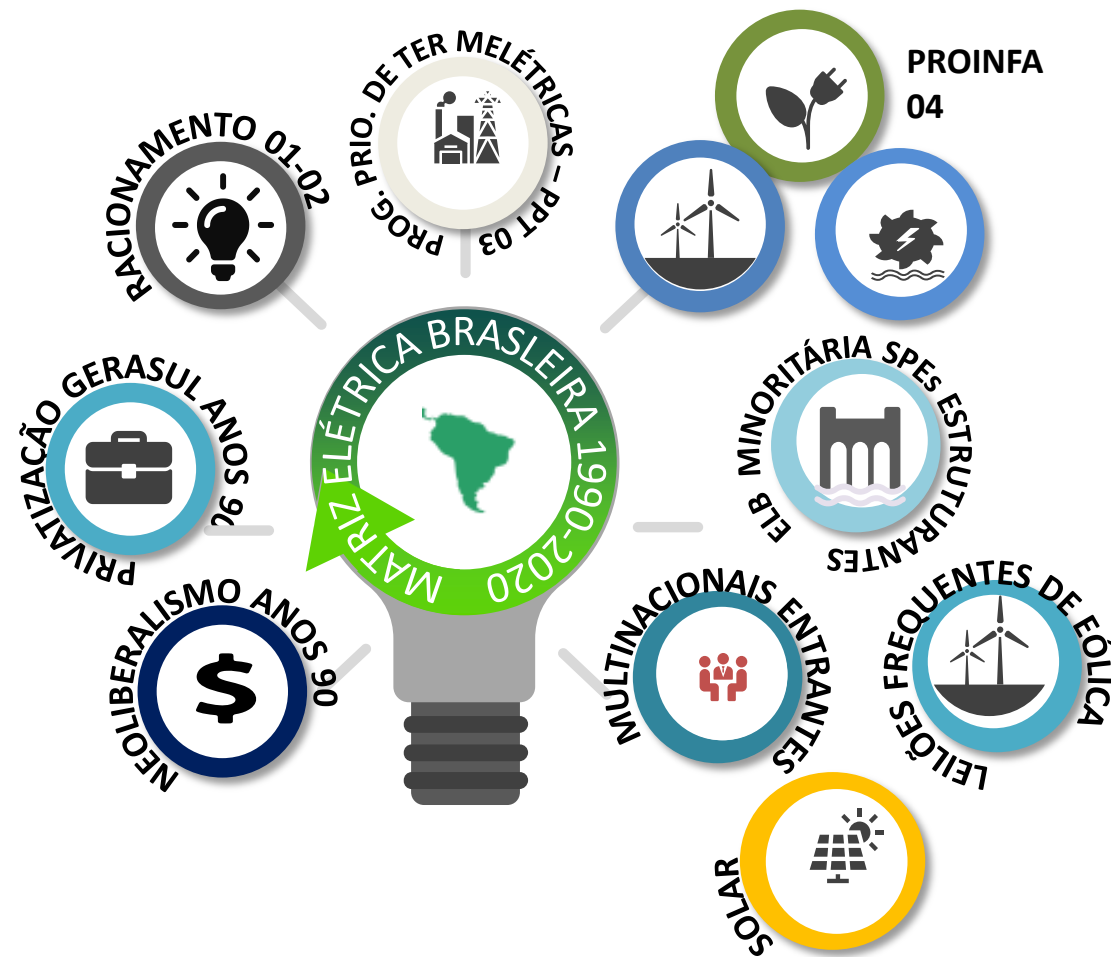 MATRIZ ELÉTRICA BRASLEIRA 1990-2020
NEOLIBERALISMO ANOS 90
PRIVATIZAÇÃO GERASUL ANOS 90
RACIONAMENTO 01-02
PROG. PRIO. DE TER MELÉTRICAS – PPT 03
PROINFA
04
ELB MINORITÁRIA SPEs ESTRUTURANTES
LEILÕES FREQUENTES DE EÓLICA
MULTINACIONAIS ENTRANTES
SOLAR